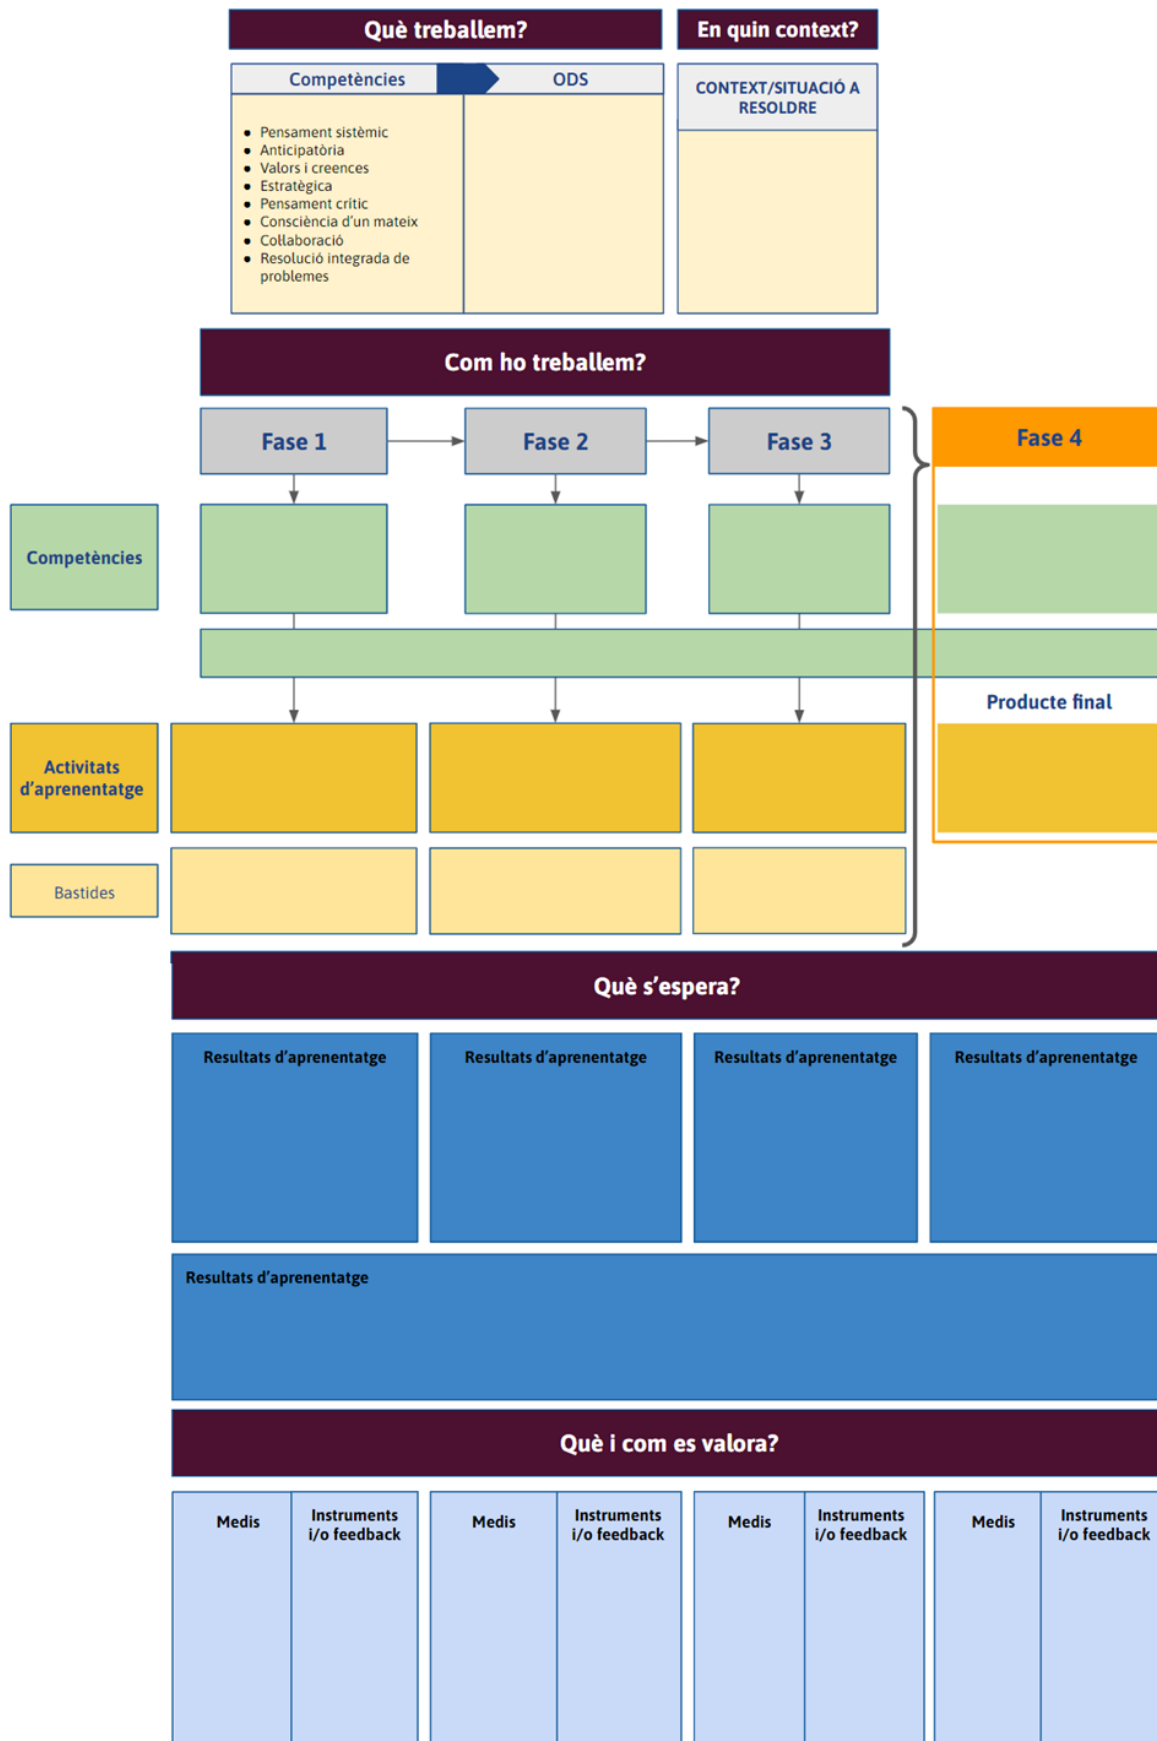 Què treballem?
En quin context?
Competències
ODS
CONTEXT/SITUACIÓ A
RESOLDRE
● Pensament sistèmic
● Anticipatòria
● Valors i creences
● Estratègica
● Pensament crític
● Consciència d'un mateix
● Col·laboració
● Resolució integrada de
problemes
Com ho treballem?
Fase 1
Fase 2
Fase 3
Fase 4
Competències
Producte final
Activitats
d'aprenentatge
Bastides
Què s'espera?
Resultats d'aprenentatge
Resultats d'aprenentatge
Resultats d'aprenentatge
Resultats d'aprenentatge
Resultats d'aprenentatge
Què i com es valora?
Medis
Instruments
i/o feedback
Medis
Instruments
i/o feedback
Medis
Instruments
i/o feedback
Medis
Instruments
i/o feedback